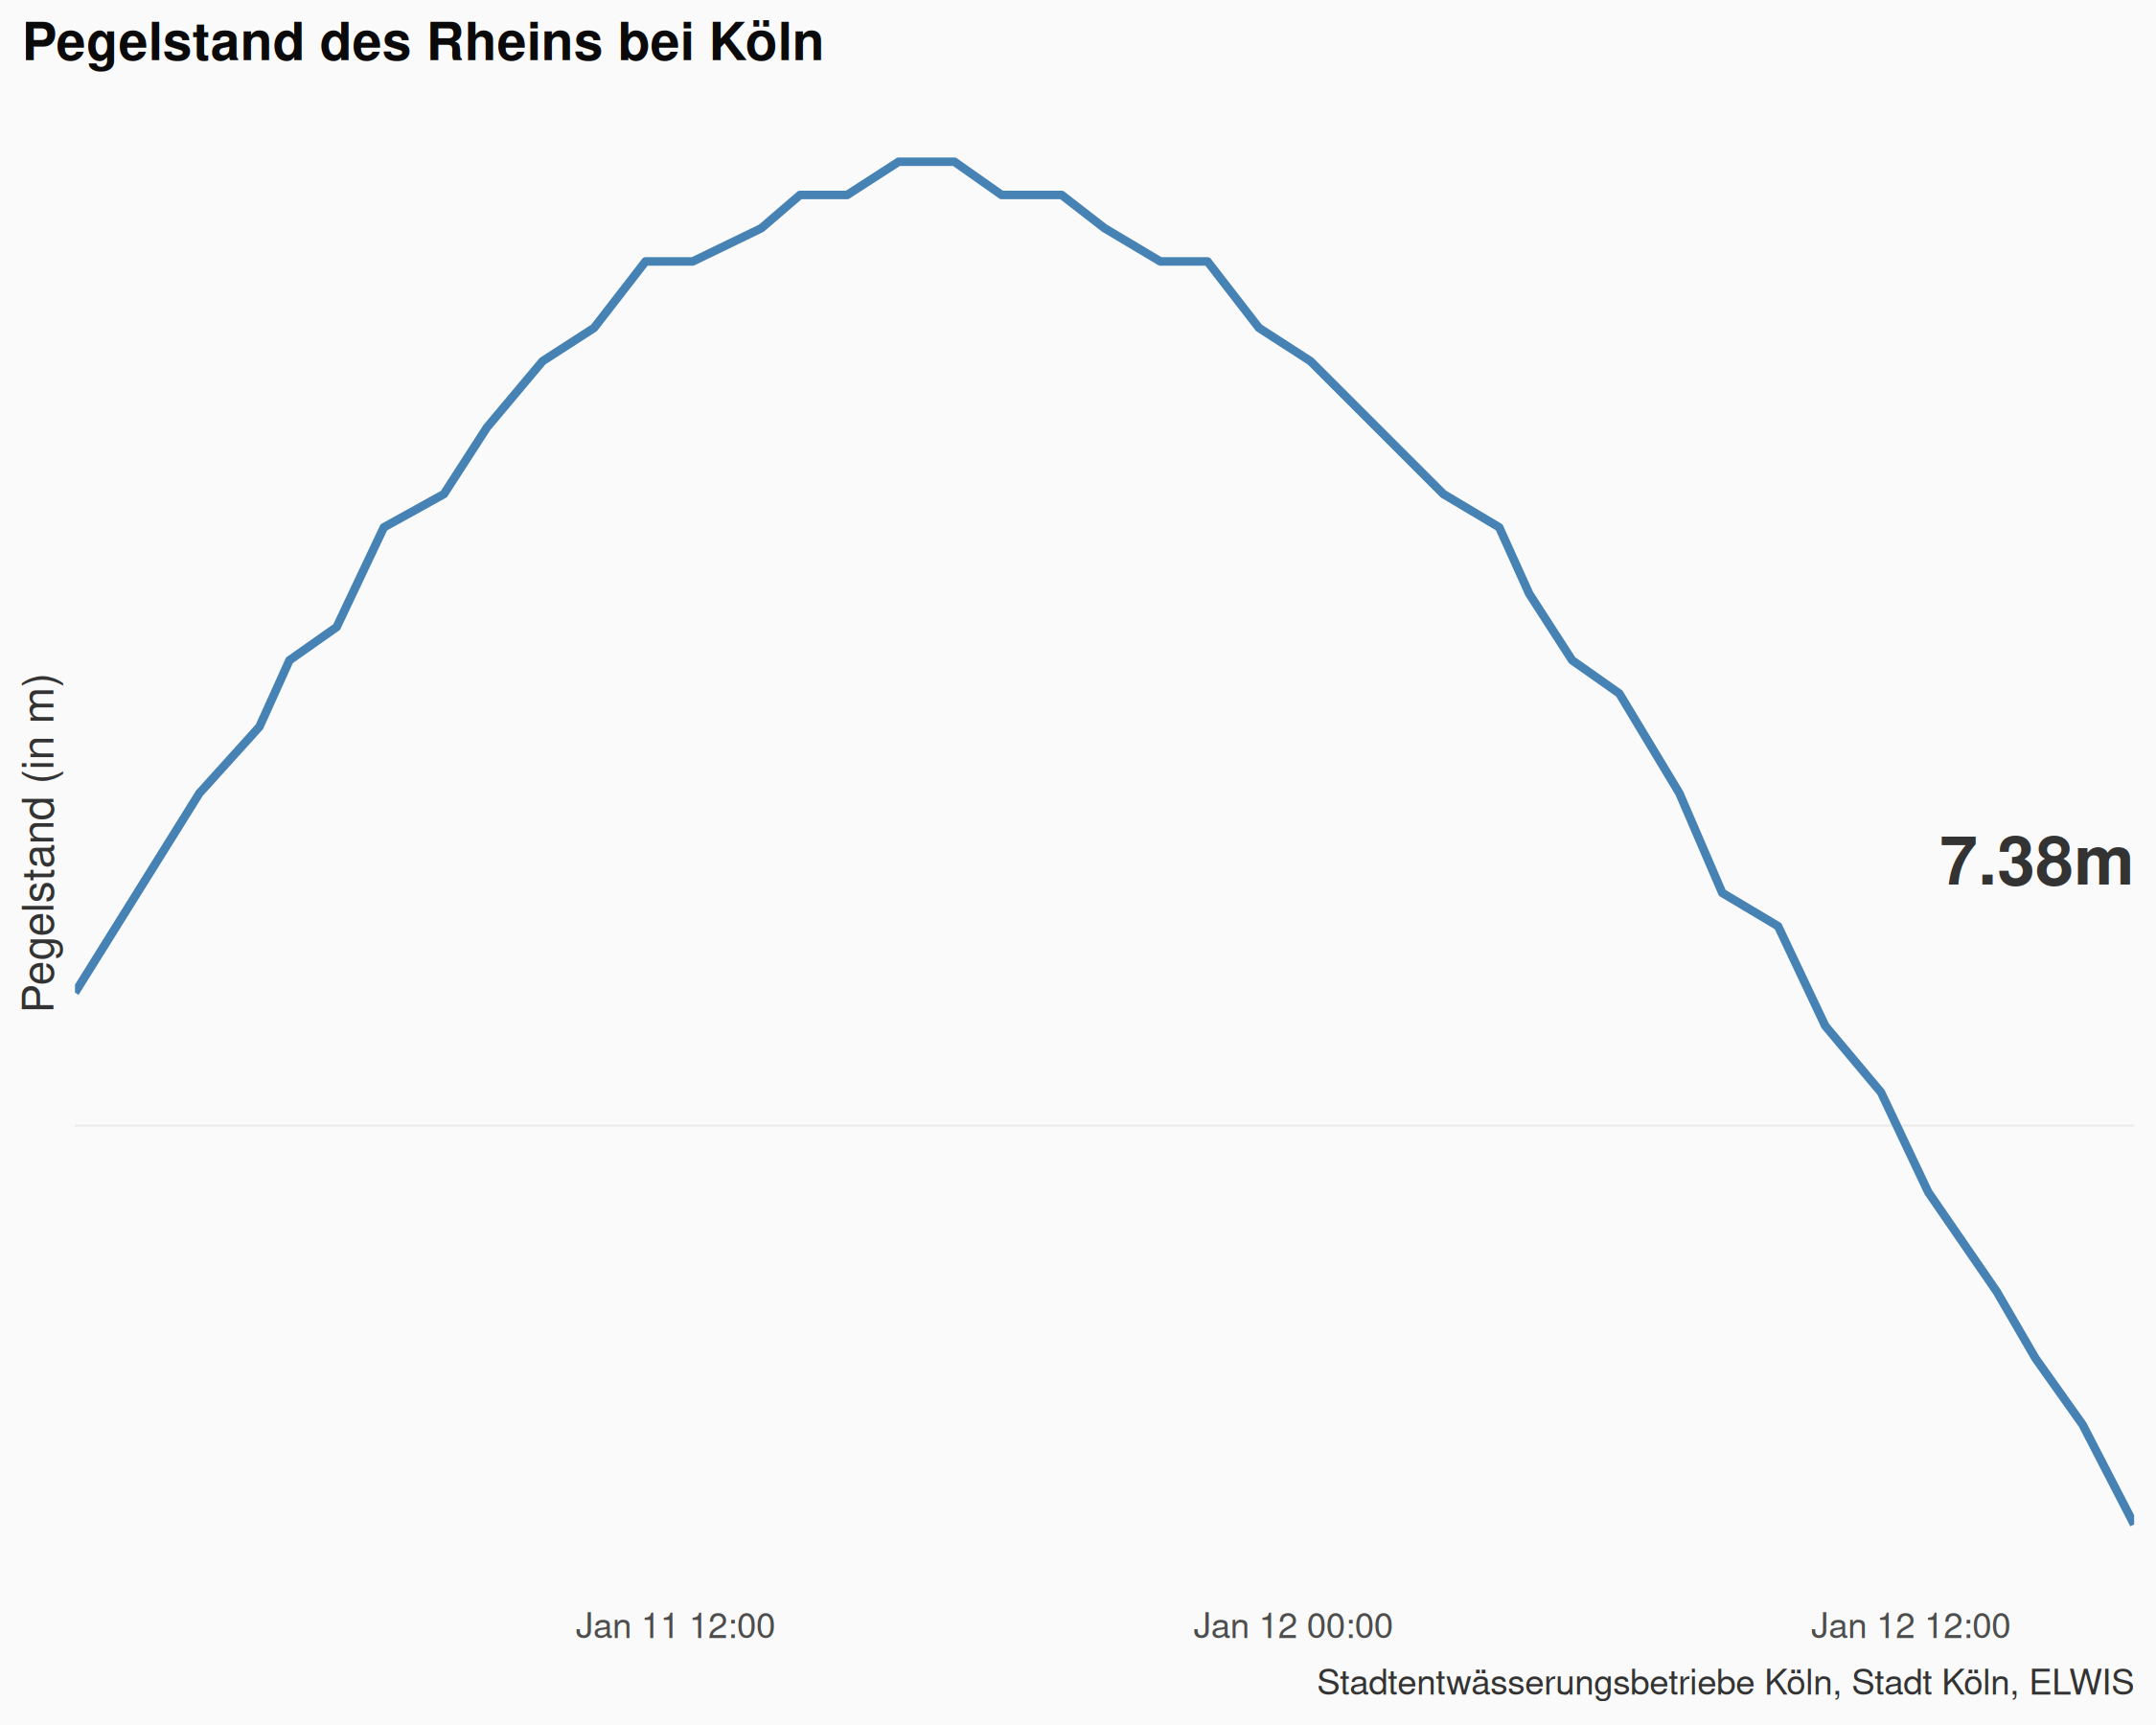 Pegelstand des Rheins bei Köln
Pegelstand (in m)
7.38m
Jan 11 12:00
Jan 12 00:00
Jan 12 12:00
Stadtentwässerungsbetriebe Köln, Stadt Köln, ELWIS